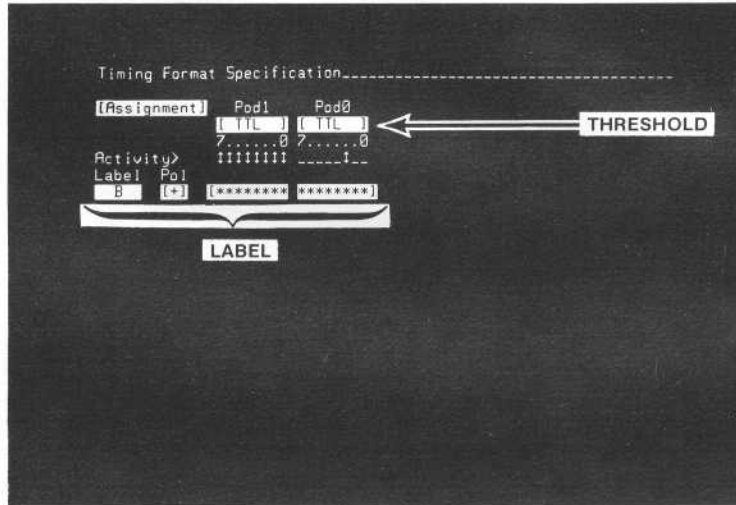 Timing Format Specification
[Assignment] Pod1 Pod0
[ TTL ] [ TTL ]
THRESHOLD
7......0 7......0
Activity> ↕↕↕↕↕↕↕↕ _____↕__
Label Pol
B [+] [******** ********]
LABEL